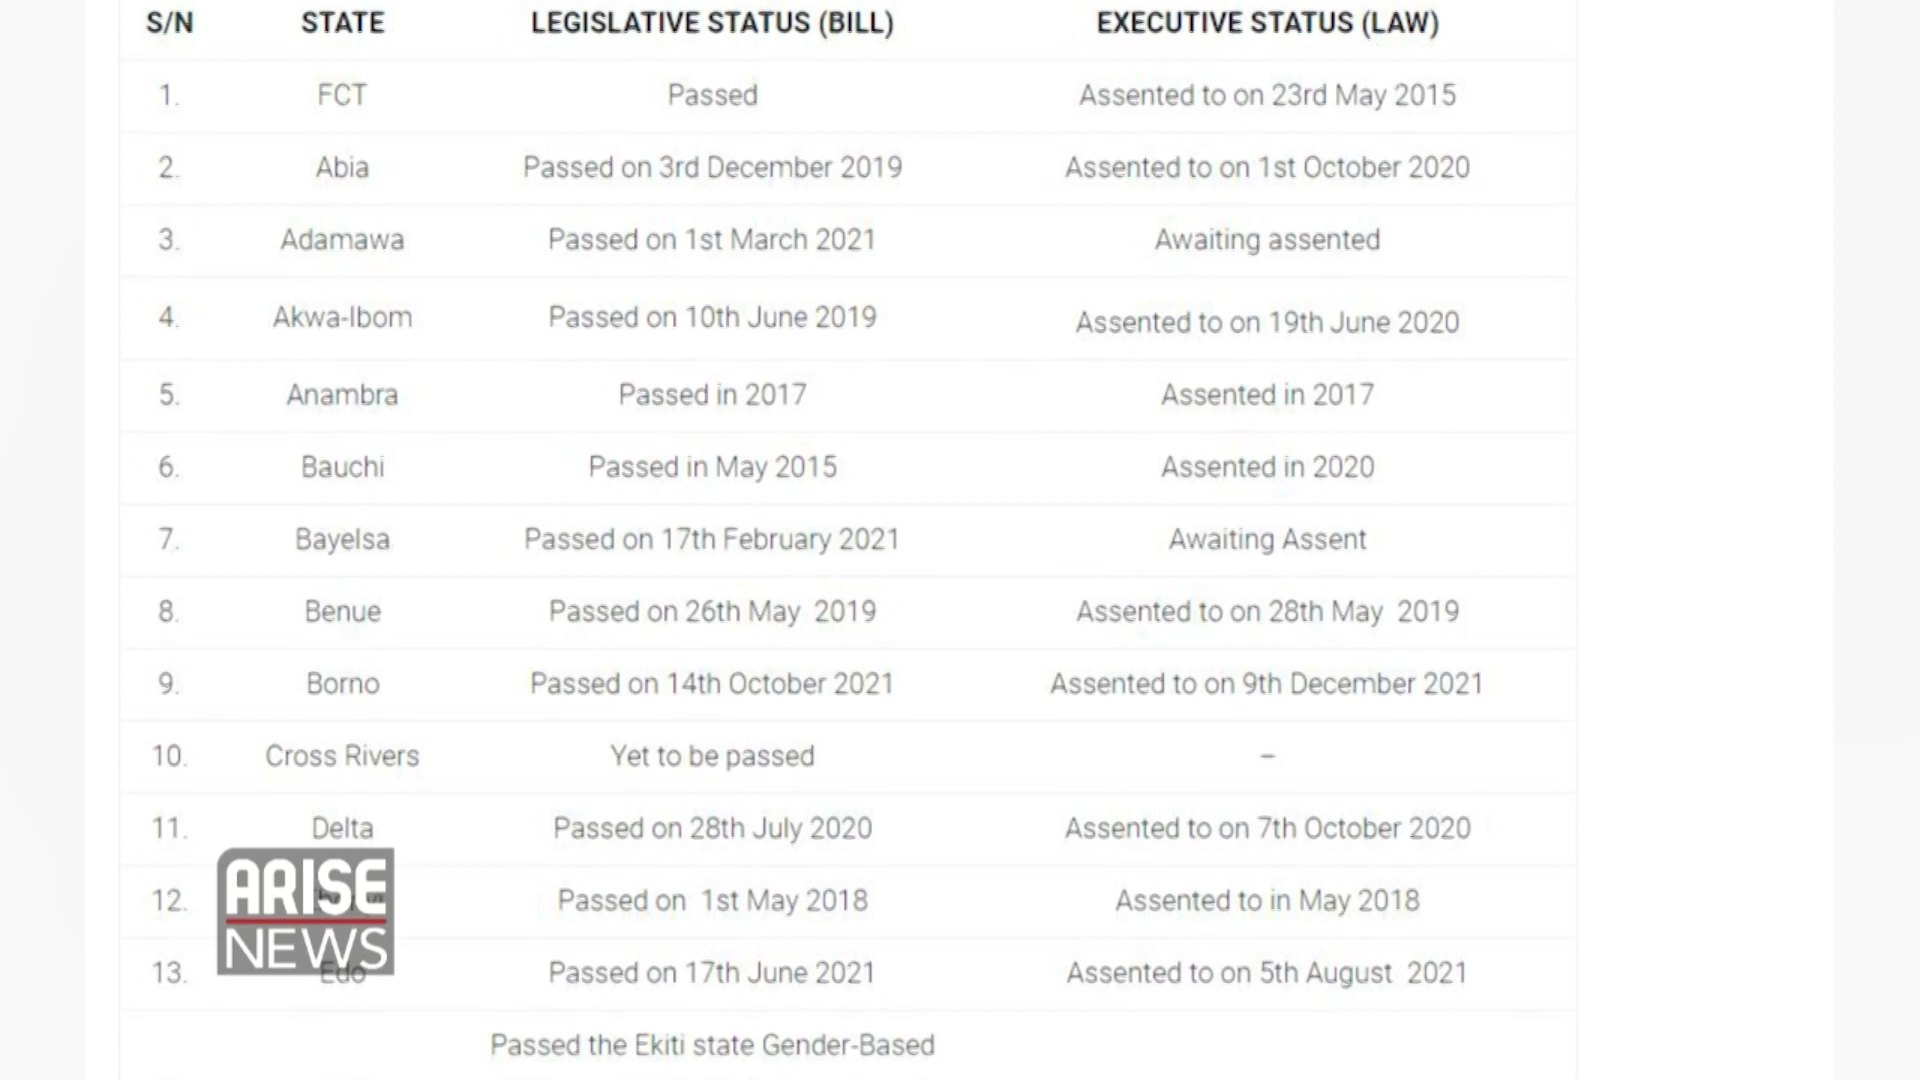 S/N STATE LEGISLATIVE STATUS (BILL) EXECUTIVE STATUS (LAW)
1. FCT Passed Assented to on 23rd May 2015
2. Abia Passed on 3rd December 2019 Assented to on 1st October 2020
3. Adamawa Passed on 1st March 2021 Awaiting assented
4. Akwa-Ibom Passed on 10th June 2019 Assented to on 19th June 2020
5. Anambra Passed in 2017 Assented in 2017
6. Bauchi Passed in May 2015 Assented in 2020
7. Bayelsa Passed on 17th February 2021 Awaiting Assent
8. Benue Passed on 26th May 2019 Assented to on 28th May 2019
9. Borno Passed on 14th October 2021 Assented to on 9th December 2021
10. Cross Rivers Yet to be passed –
11. Delta Passed on 28th July 2020 Assented to on 7th October 2020
12. Passed on 1st May 2018 Assented to in May 2018
13. Edo Passed on 17th June 2021 Assented to on 5th August 2021
Passed the Ekiti state Gender-Based
ARISE
NEWS